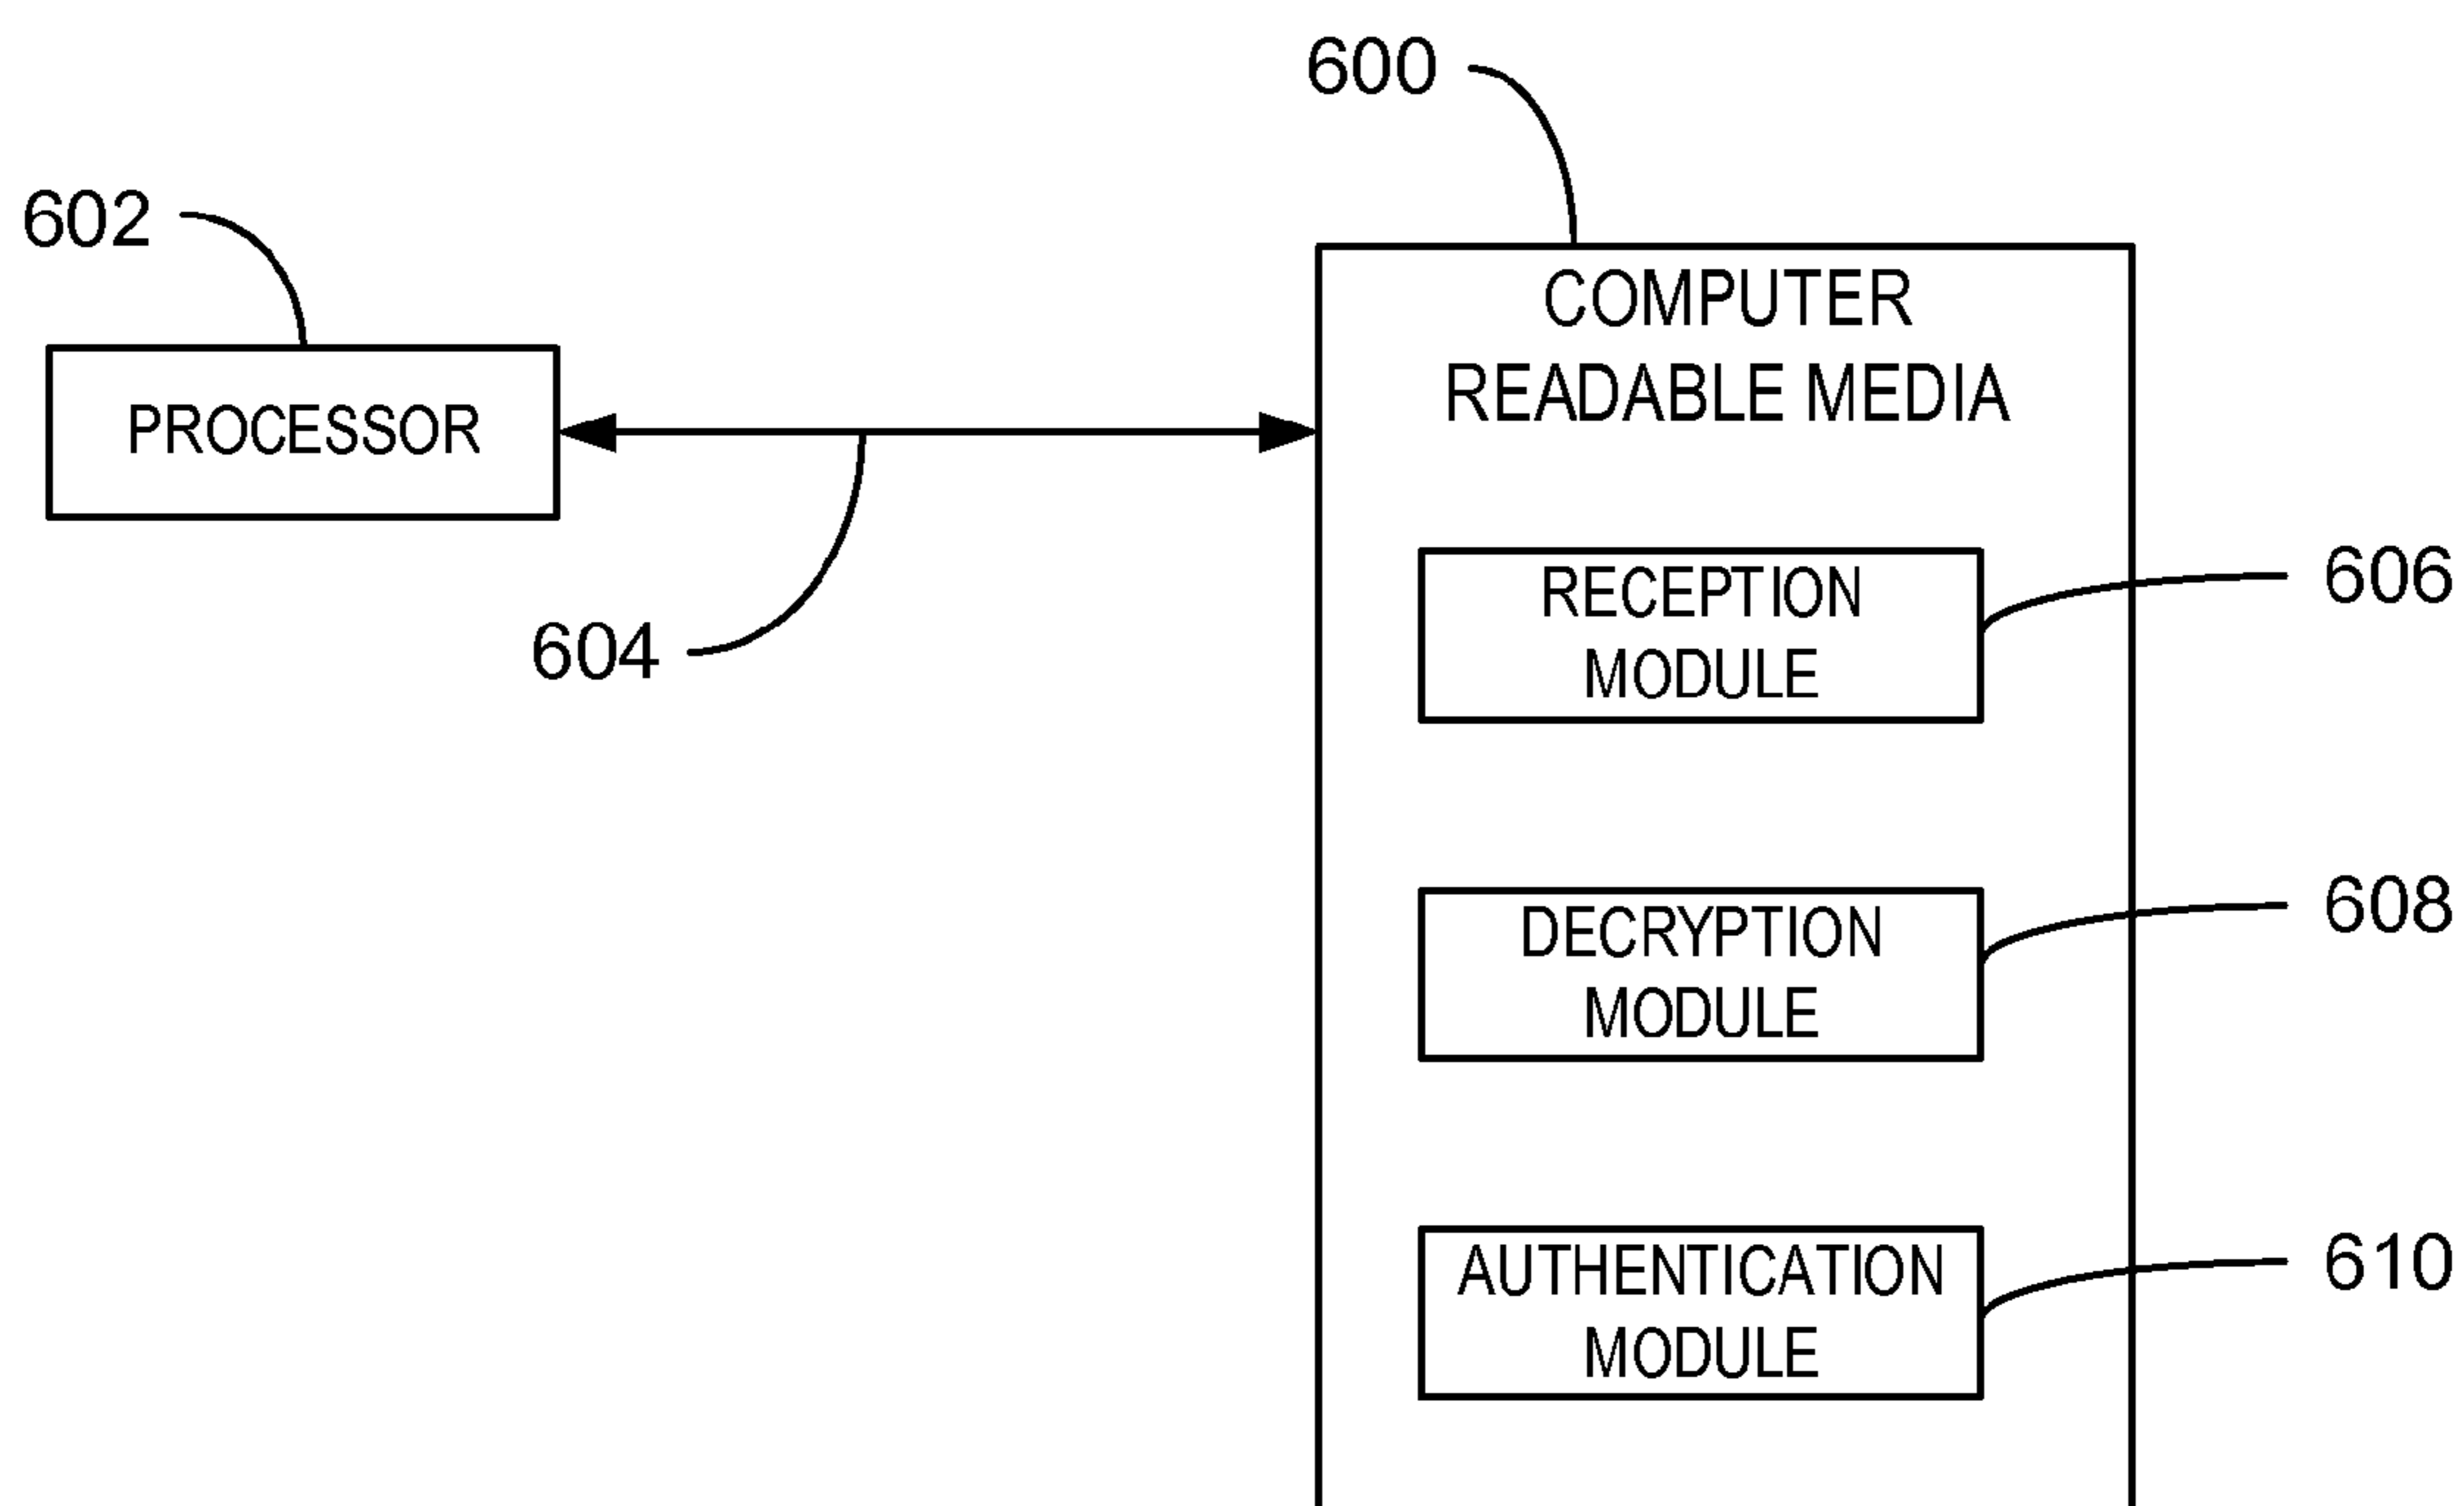 600
602
COMPUTER
READABLE MEDIA
PROCESSOR
604
RECEPTION
MODULE
606
DECRYPTION
MODULE
608
AUTHENTICATION
MODULE
610